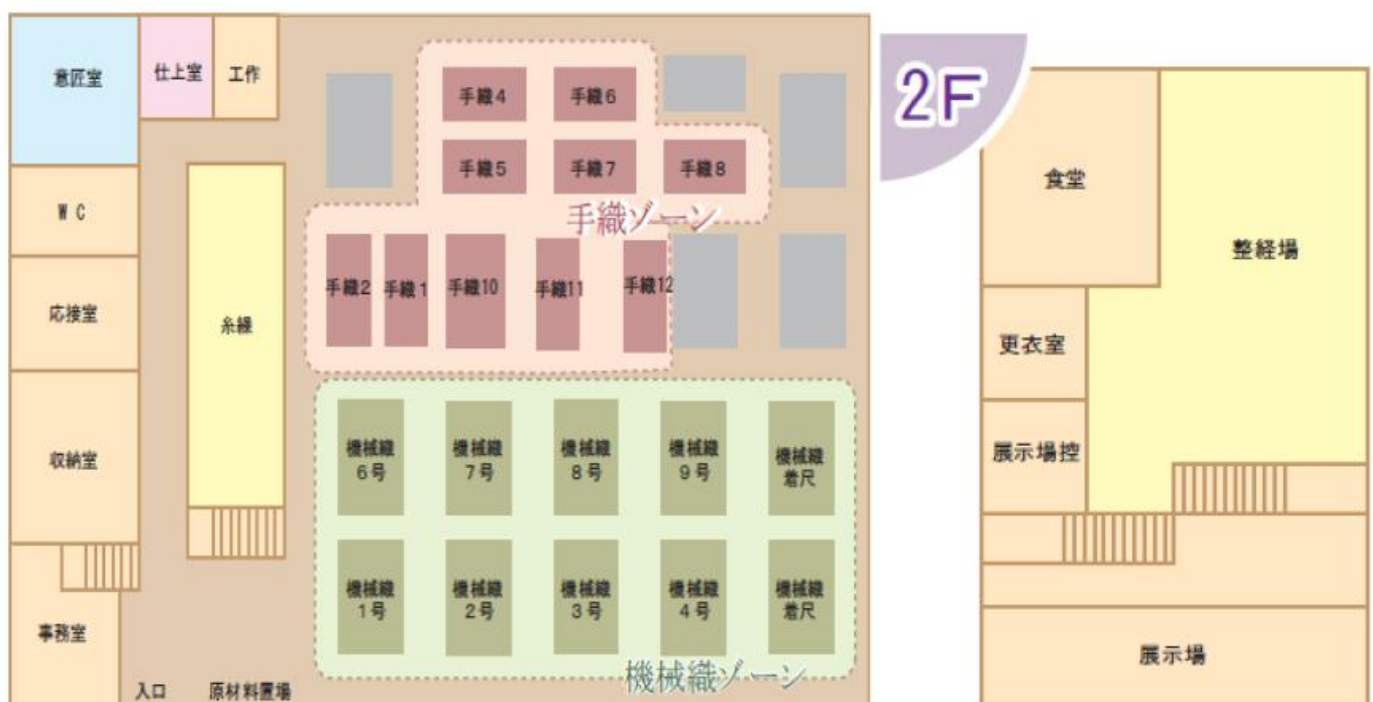 意匠室
仕上室
工作
手織4
手織6
手織5
手織7
手織8
手織ゾーン
WC
応接室
糸繰
手織2
手織1
手織10
手織11
手織12
収納室
機械織
6号
機械織
7号
機械織
8号
機械織
9号
機械織
着尺
機械織
1号
機械織
2号
機械織
3号
機械織
4号
機械織
着尺
機械織ゾーン
事務室
入口
原材料置場
2F
食堂
整経場
更衣室
展示場控
展示場